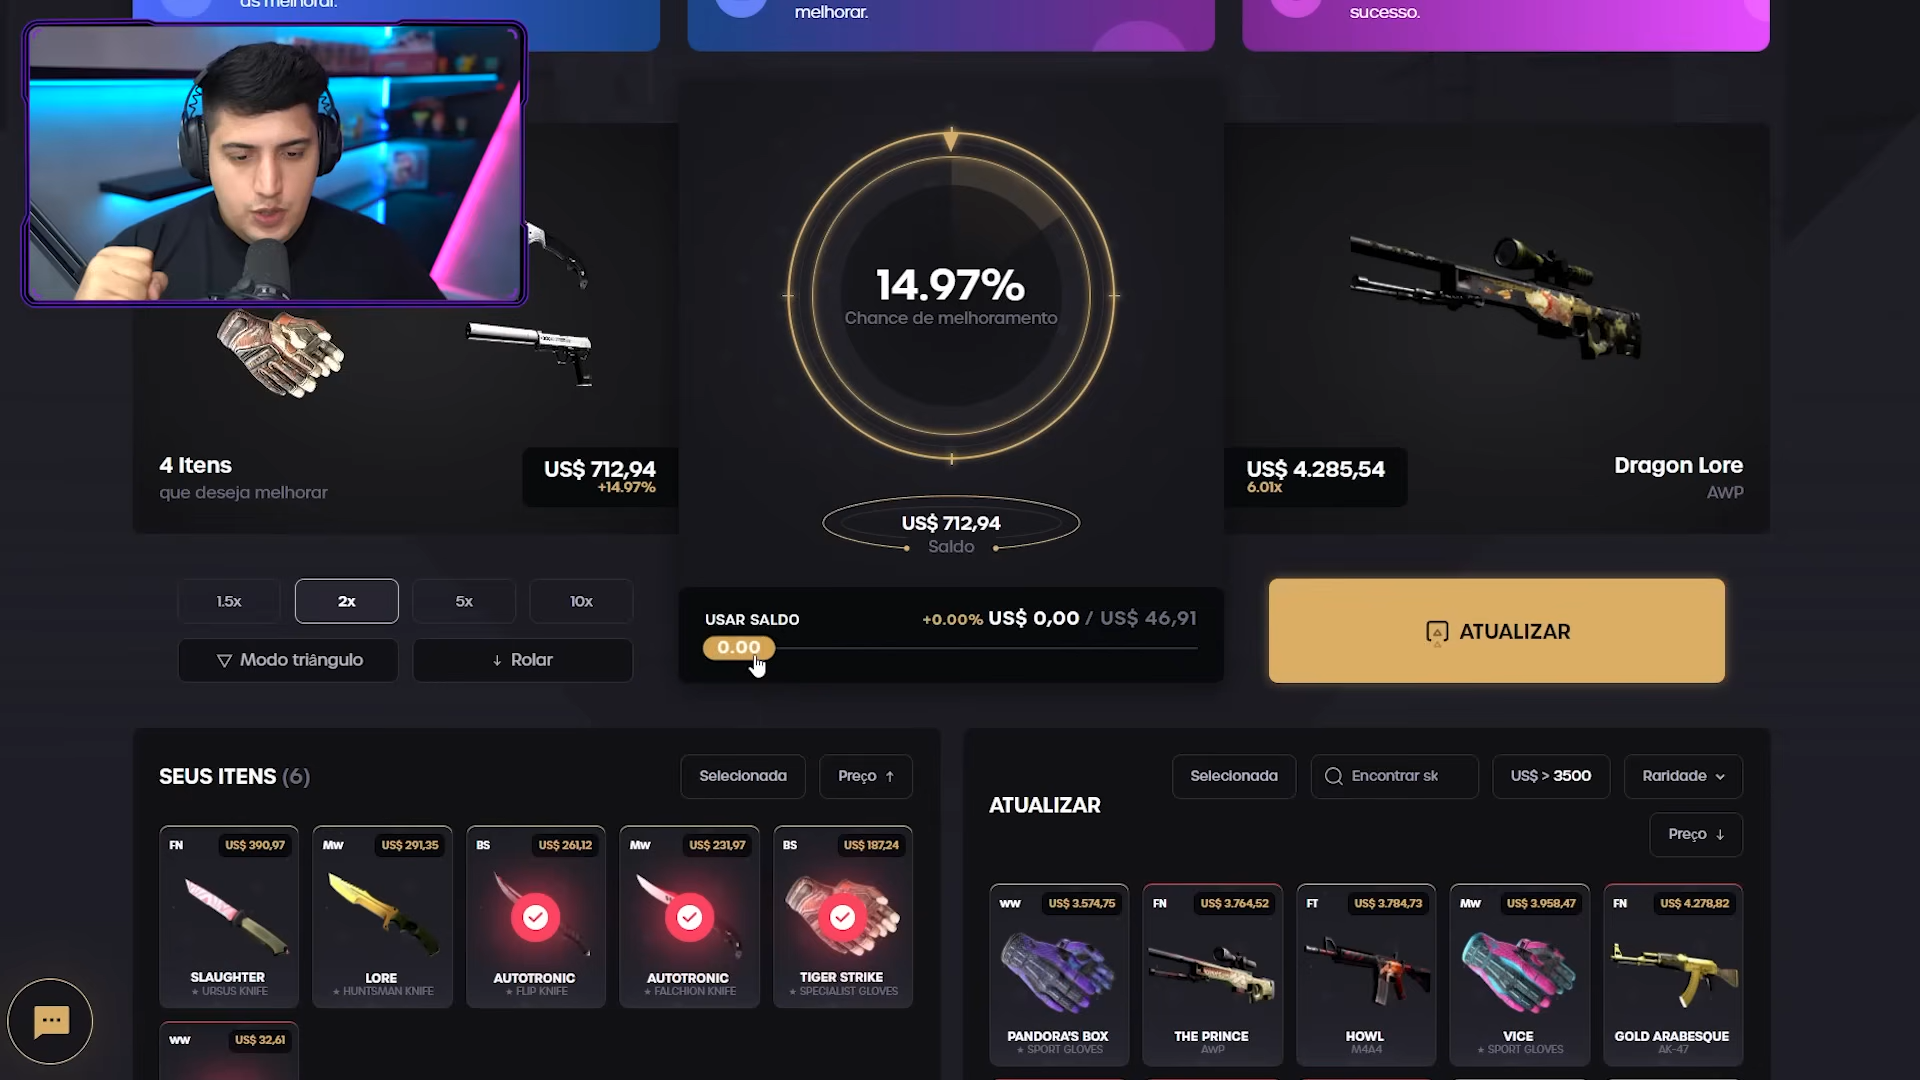 as melhorar.
melhorar.
sucesso.
14.97%
Chance de melhoramento
4 Itens
que deseja melhorar
US$ 712,94
+14.97%
US$ 4.285,54
6.01x
Dragon Lore
AWP
US$ 712,94
Saldo
1.5x
2x
5x
10x
Modo triângulo
↓ Rolar
USAR SALDO
+0.00% US$ 0,00 / US$ 46,91
0.00
ATUALIZAR
SEUS ITENS (6)
Selecionada
Preço ↑
FN
US$ 390,97
SLAUGHTER
★ URSUS KNIFE
MW
US$ 291,35
LORE
★ HUNTSMAN KNIFE
BS
US$ 261,12
AUTOTRONIC
★ FLIP KNIFE
MW
US$ 231,97
AUTOTRONIC
★ FALCHION KNIFE
BS
US$ 187,24
TIGER STRIKE
★ SPECIALIST GLOVES
WW
US$ 32,61
ATUALIZAR
Selecionada
Encontrar sk
US$ > 3500
Raridade
Preço ↓
WW
US$ 3.574,75
PANDORA'S BOX
★ SPORT GLOVES
FN
US$ 3.764,52
THE PRINCE
AWP
FT
US$ 3.784,73
HOWL
M4A4
MW
US$ 3.958,47
VICE
★ SPORT GLOVES
FN
US$ 4.278,82
GOLD ARABESQUE
AK-47